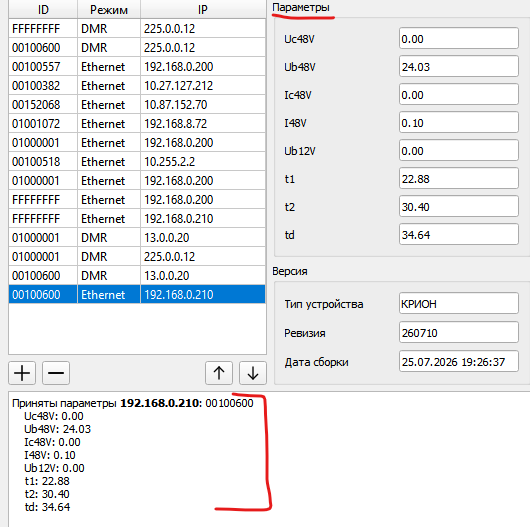 ID Режим IP
FFFFFFFF DMR 225.0.0.12
00100600 DMR 225.0.0.12
00100557 Ethernet 192.168.0.200
00100382 Ethernet 10.27.127.212
00152068 Ethernet 10.87.152.70
01001072 Ethernet 192.168.8.72
01000001 Ethernet 192.168.0.200
00100518 Ethernet 10.255.2.2
01000001 Ethernet 192.168.0.200
FFFFFFFF Ethernet 192.168.0.200
FFFFFFFF Ethernet 192.168.0.210
01000001 DMR 13.0.0.20
01000001 DMR 225.0.0.12
00100600 DMR 13.0.0.20
00100600 Ethernet 192.168.0.210
Параметры
Uc48V 0.00
Ub48V 24.03
Ic48V 0.00
I48V 0.10
Ub12V 0.00
t1 22.88
t2 30.40
td 34.64
Версия
Тип устройства КРИОН
Ревизия 260710
Дата сборки 25.07.2026 19:26:37
Приняты параметры 192.168.0.210: 00100600
Uc48V: 0.00
Ub48V: 24.03
Ic48V: 0.00
I48V: 0.10
Ub12V: 0.00
t1: 22.88
t2: 30.40
td: 34.64